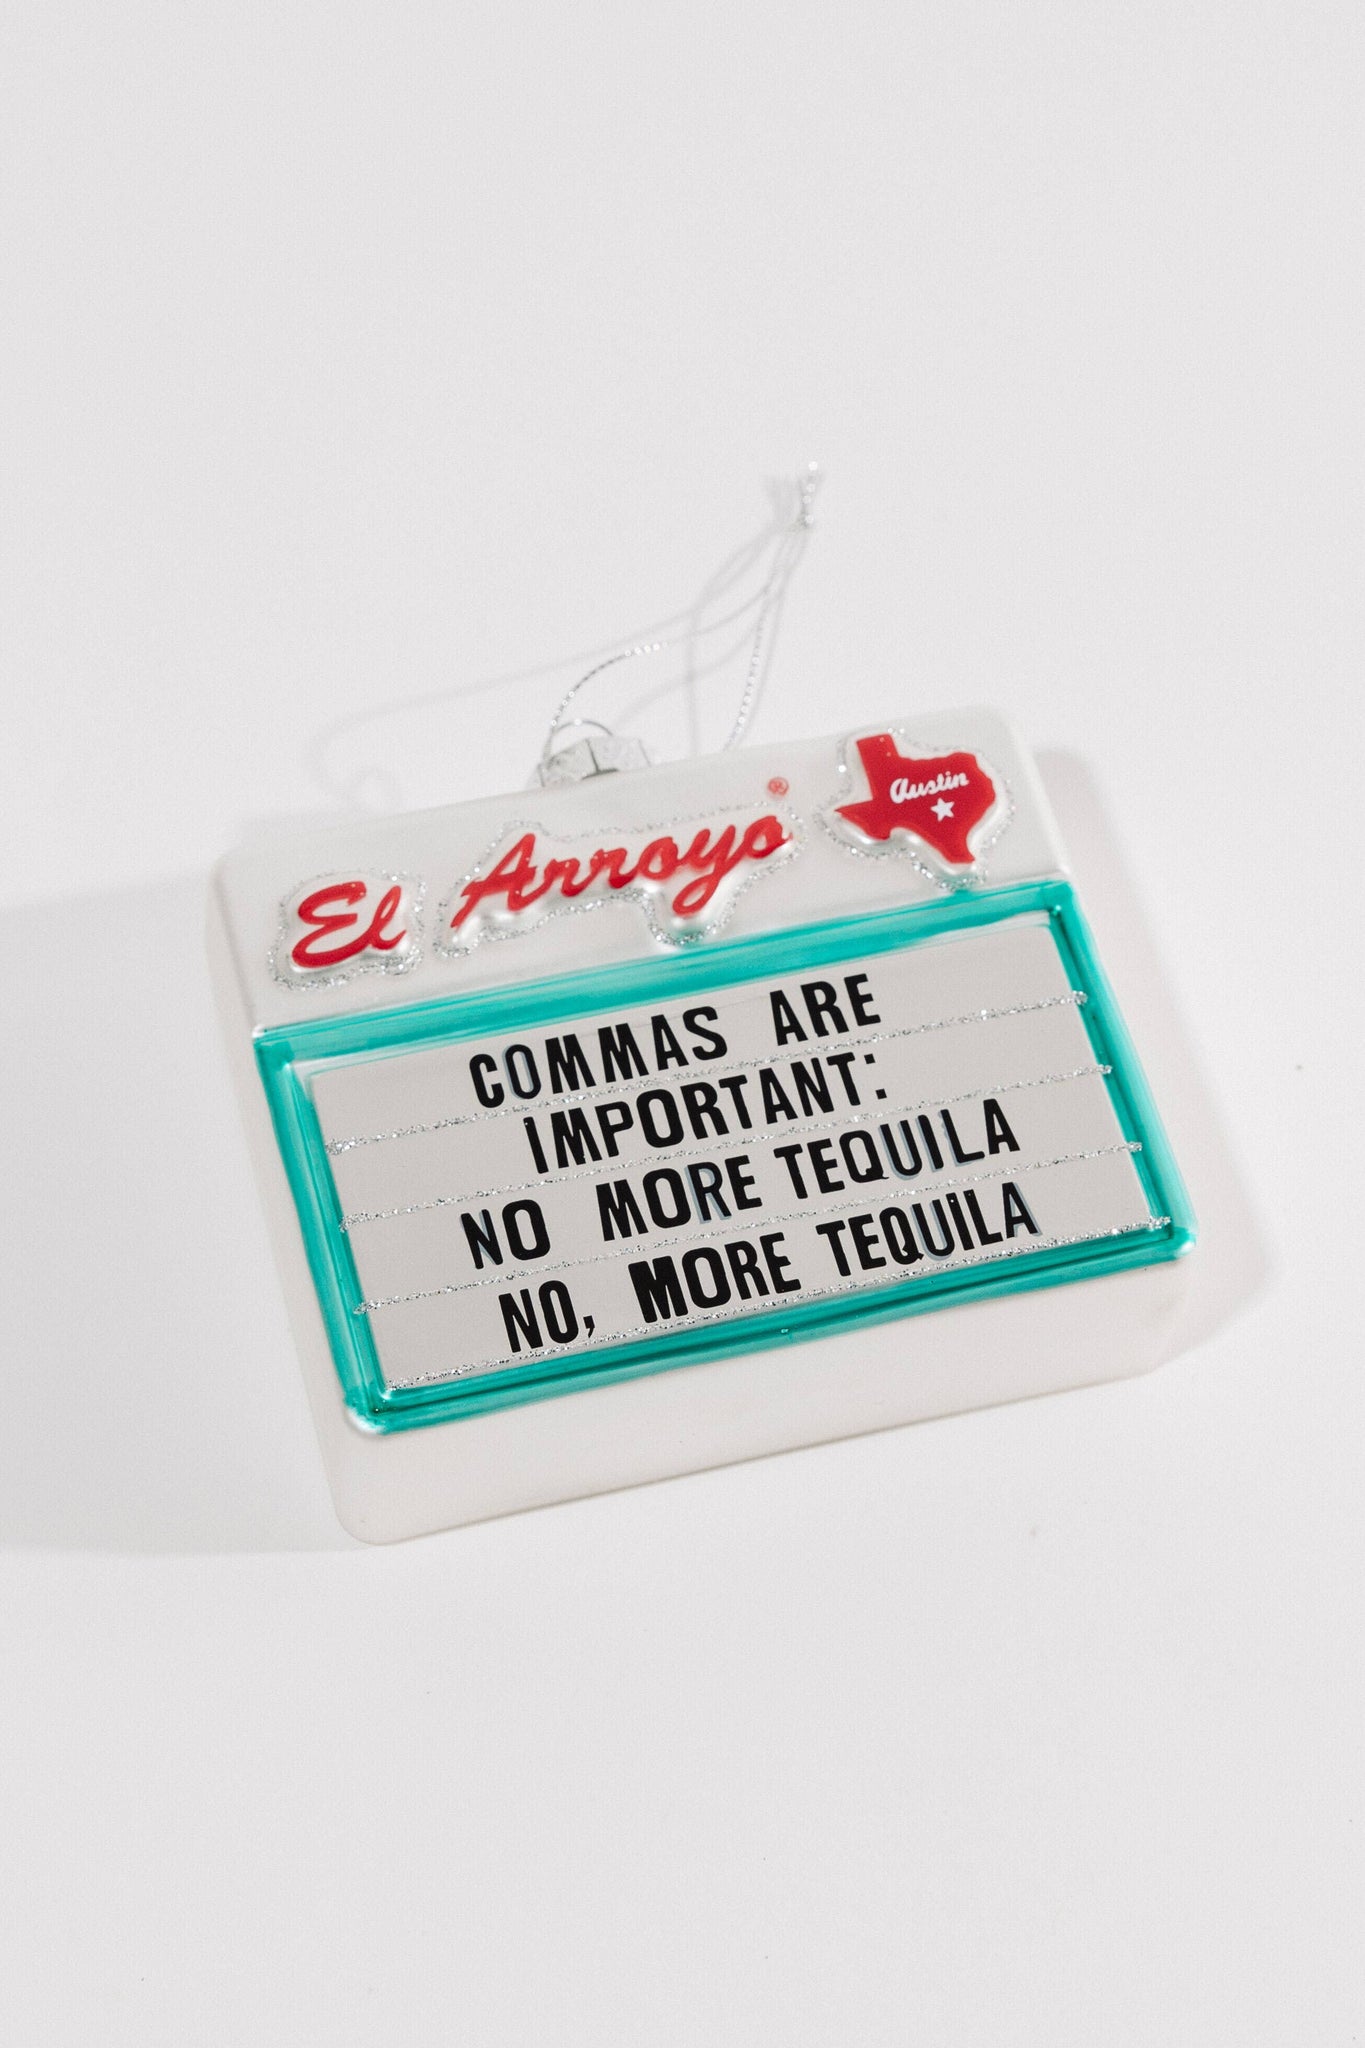 El Arroyo®
Austin
COMMAS ARE
IMPORTANT:
NO MORE TEQUILA
NO, MORE TEQUILA